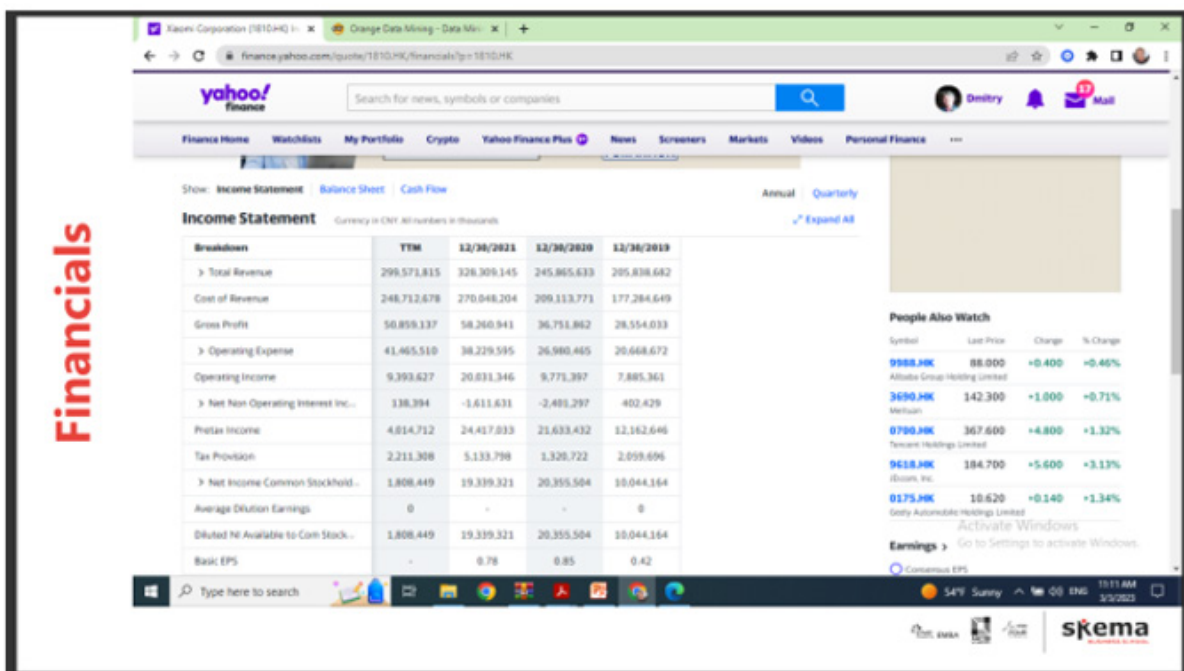 Financials
Xiaomi Corporation (1810.HK) In
Orange Data Mining - Data Mini
finance.yahoo.com/quote/1810.HK/financials?p=1810.HK
yahoo!
finance
Search for news, symbols or companies
Dmitry
17
Mail
Finance Home Watchlists My Portfolio Crypto Yahoo Finance Plus News Screeners Markets Videos Personal Finance ...
Show: Income Statement Balance Sheet Cash Flow
Annual Quarterly
Income Statement Currency in CNY. All numbers in thousands
Expand All
Breakdown TTM 12/30/2021 12/30/2020 12/30/2019
> Total Revenue 299,571,815 328,309,145 245,865,633 205,838,682
Cost of Revenue 248,712,678 270,048,204 209,113,771 177,284,649
Gross Profit 50,859,137 58,260,941 36,751,862 28,554,033
> Operating Expense 41,465,510 38,229,595 26,980,465 20,668,672
Operating Income 9,393,627 20,031,346 9,771,397 7,885,361
> Net Non Operating Interest Inc... 138,394 -1,611,631 -2,401,297 402,429
Pretax Income 4,014,712 24,417,033 21,633,432 12,162,646
Tax Provision 2,211,308 5,133,798 1,320,722 2,059,696
> Net Income Common Stockhold... 1,808,449 19,339,321 20,355,504 10,044,164
Average Dilution Earnings 0 - - 0
Diluted NI Available to Com Stock... 1,808,449 19,339,321 20,355,504 10,044,164
Basic EPS - 0.78 0.85 0.42
People Also Watch
Symbol Last Price Change % Change
9988.HK 88.000 +0.400 +0.46%
Alibaba Group Holding Limited
3690.HK 142.300 +1.000 +0.71%
Meituan
0700.HK 367.600 +4.800 +1.32%
Tencent Holdings Limited
9618.HK 184.700 +5.600 +3.13%
JD.com, Inc.
0175.HK 10.620 +0.140 +1.34%
Geely Automobile Holdings Limited
Activate Windows
Go to Settings to activate Windows.
Earnings >
Consensus EPS
Type here to search
54°F Sunny
ENG
11:11 AM
3/3/2023
skema
BUSINESS SCHOOL